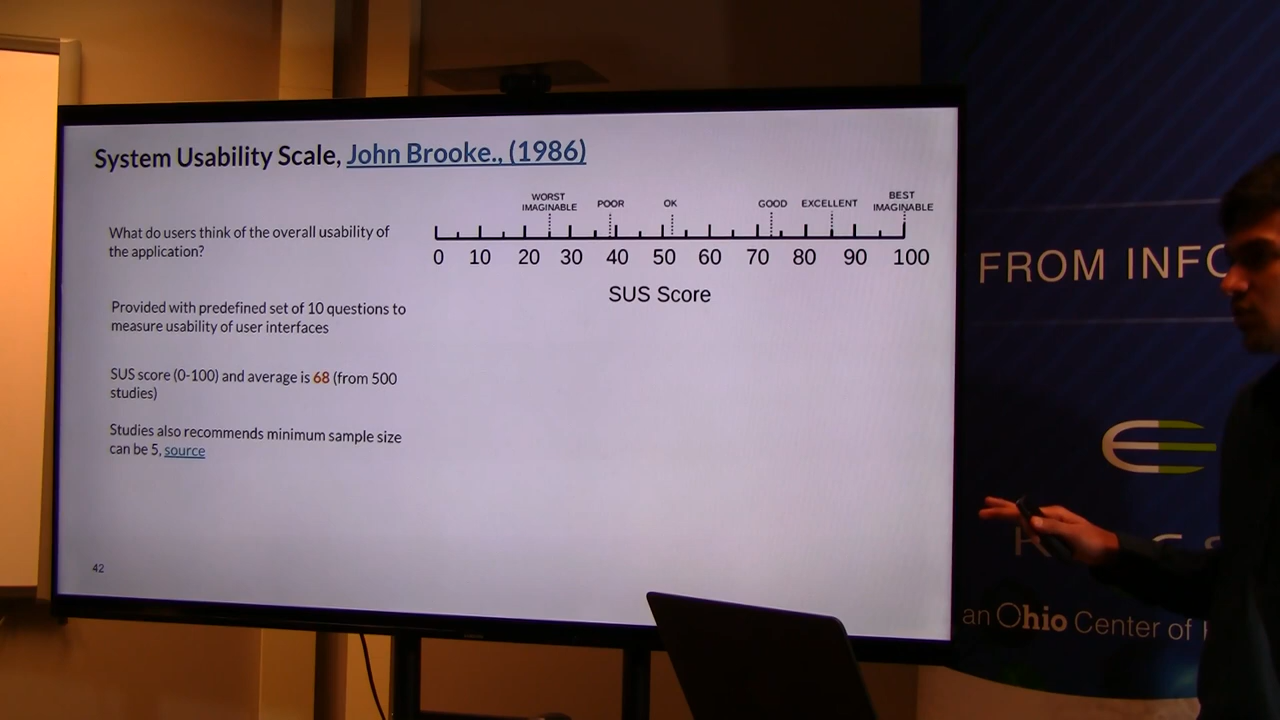 System Usability Scale, John Brooke., (1986)
What do users think of the overall usability of
the application?
Provided with predefined set of 10 questions to
measure usability of user interfaces
SUS score (0-100) and average is 68 (from 500
studies)
Studies also recommends minimum sample size
can be 5, source
WORST
IMAGINABLE
POOR
OK
GOOD
EXCELLENT
BEST
IMAGINABLE
0 10 20 30 40 50 60 70 80 90 100
SUS Score
42
FROM INFO
an Ohio Center of